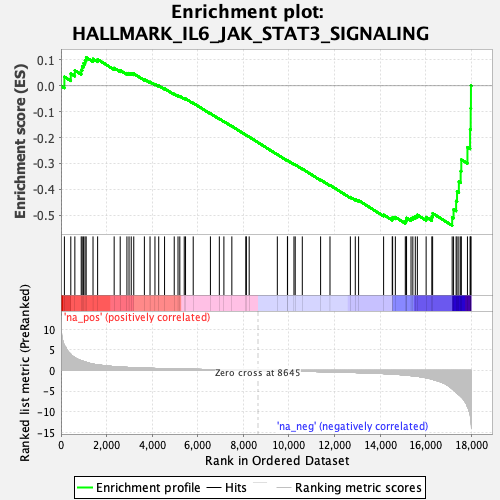 Enrichment plot:
HALLMARK_IL6_JAK_STAT3_SIGNALING
Enrichment score (ES)
0.1
0.0
-0.1
-0.2
-0.3
-0.4
-0.5
'na_pos' (positively correlated)
Ranked list metric (PreRanked)
10
5
0
-5
-10
-15
Zero cross at 8645
'na_neg' (negatively correlated)
0
2,000
4,000
6,000
8,000
10,000
12,000
14,000
16,000
18,000
Rank in Ordered Dataset
Enrichment profile
Hits
Ranking metric scores